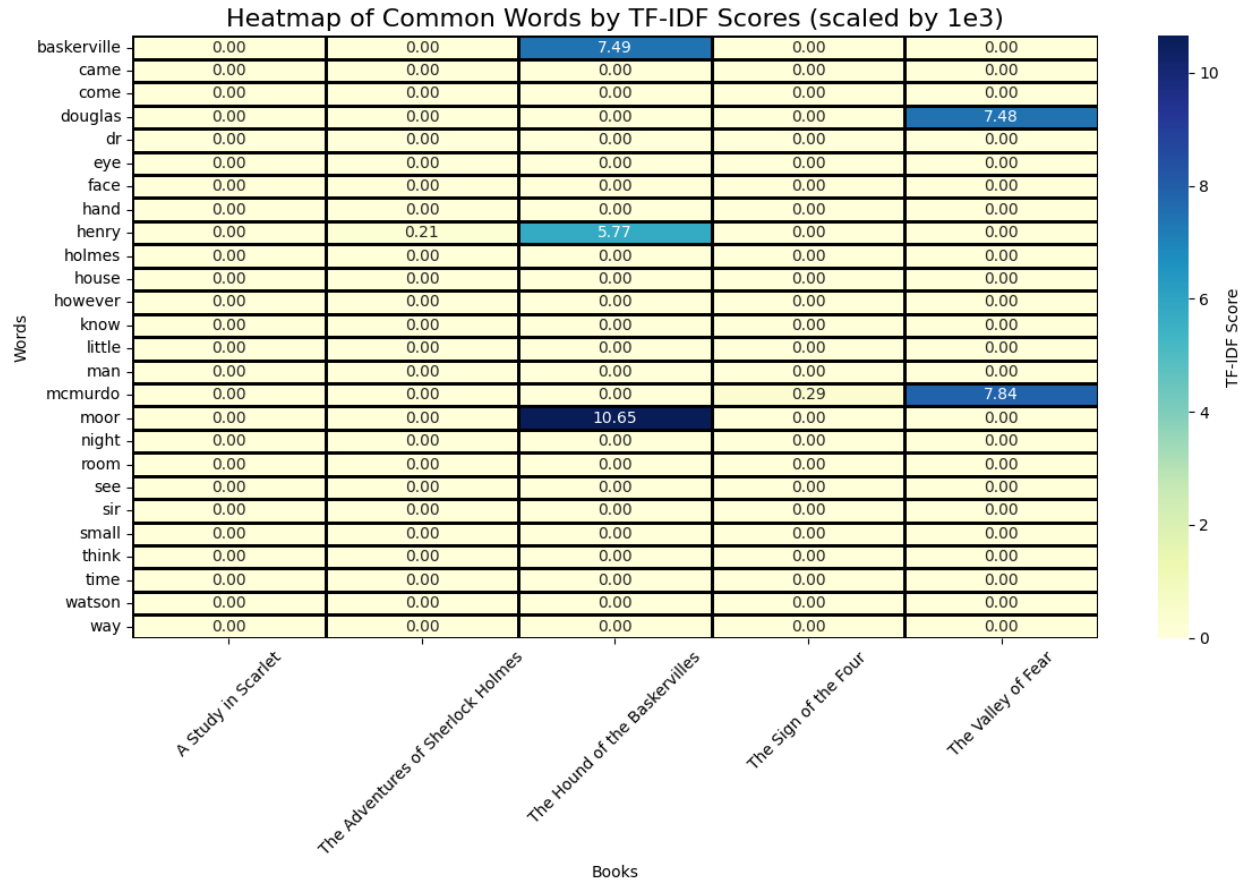 Heatmap of Common Words by TF-IDF Scores (scaled by 1e3)
baskerville 0.00 0.00 7.49 0.00 0.00
came 0.00 0.00 0.00 0.00 0.00
come 0.00 0.00 0.00 0.00 0.00
douglas 0.00 0.00 0.00 0.00 7.48
dr 0.00 0.00 0.00 0.00 0.00
eye 0.00 0.00 0.00 0.00 0.00
face 0.00 0.00 0.00 0.00 0.00
hand 0.00 0.00 0.00 0.00 0.00
henry 0.00 0.21 5.77 0.00 0.00
holmes 0.00 0.00 0.00 0.00 0.00
house 0.00 0.00 0.00 0.00 0.00
however 0.00 0.00 0.00 0.00 0.00
know 0.00 0.00 0.00 0.00 0.00
little 0.00 0.00 0.00 0.00 0.00
man 0.00 0.00 0.00 0.00 0.00
mcmurdo 0.00 0.00 0.00 0.29 7.84
moor 0.00 0.00 10.65 0.00 0.00
night 0.00 0.00 0.00 0.00 0.00
room 0.00 0.00 0.00 0.00 0.00
see 0.00 0.00 0.00 0.00 0.00
sir 0.00 0.00 0.00 0.00 0.00
small 0.00 0.00 0.00 0.00 0.00
think 0.00 0.00 0.00 0.00 0.00
time 0.00 0.00 0.00 0.00 0.00
watson 0.00 0.00 0.00 0.00 0.00
way 0.00 0.00 0.00 0.00 0.00
Words
A Study in Scarlet
The Adventures of Sherlock Holmes
The Hound of the Baskervilles
The Sign of the Four
The Valley of Fear
Books
10
8
6
4
2
0
TF-IDF Score